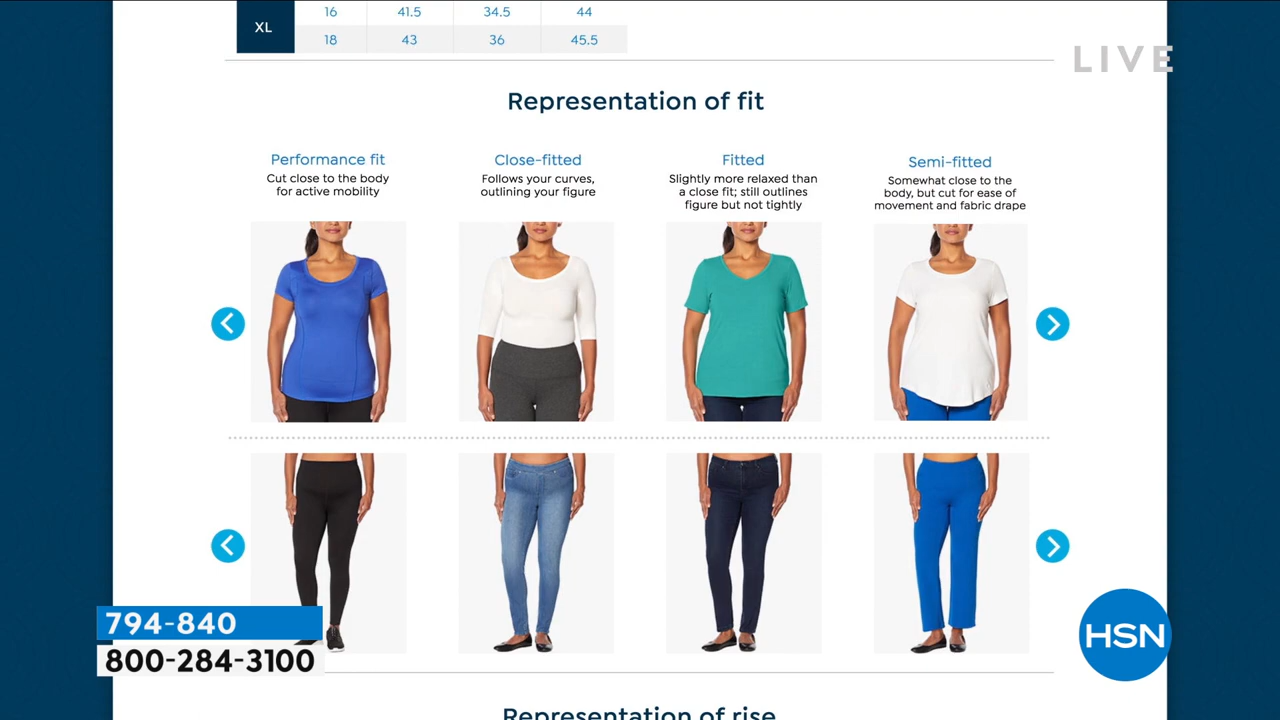 XL
16 41.5 34.5 44
18 43 36 45.5
LIVE
Representation of fit
Performance fit
Cut close to the body
for active mobility
Close-fitted
Follows your curves,
outlining your figure
Fitted
Slightly more relaxed than
a close fit; still outlines
figure but not tightly
Semi-fitted
Somewhat close to the
body, but cut for ease of
movement and fabric drape
794-840
800-284-3100
HSN
Representation of rise